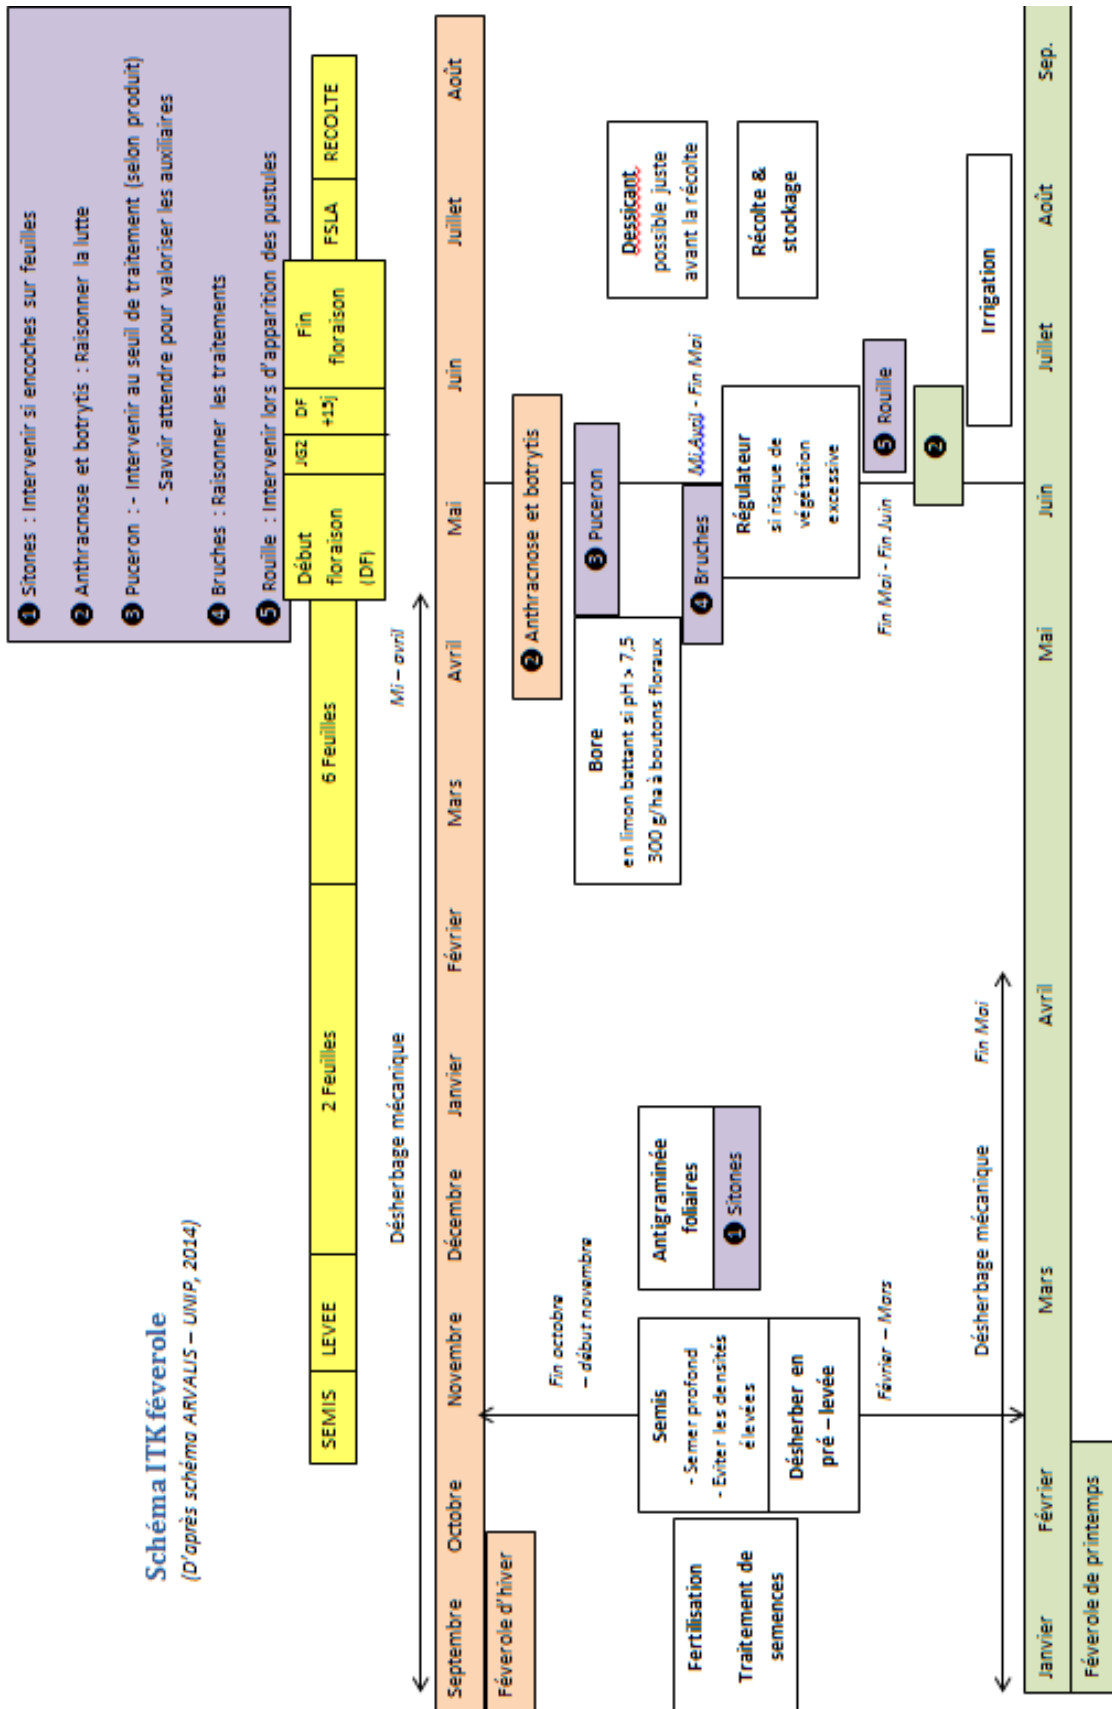 Schéma ITK féverole
(D'après schéma ARVALIS – UNIP, 2014)
❶ Sitones : Intervenir si encoches sur feuilles
❷ Anthracnose et botrytis : Raisonner la lutte
❸ Puceron : - Intervenir au seuil de traitement (selon produit)
- Savoir attendre pour valoriser les auxiliaires
❹ Bruches : Raisonner les traitements
❺ Rouille : Intervenir lors d'apparition des pustules
SEMIS
LEVEE
2 Feuilles
6 Feuilles
Début
floraison
(DF)
JG2
DF
+15j
Fin
floraison
FSLA
RECOLTE
Désherbage mécanique
Mi – avril
Septembre
Octobre
Novembre
Décembre
Janvier
Février
Mars
Avril
Mai
Juin
Juillet
Août
Féverole d'hiver
Fin octobre
– début novembre
Fertilisation
Traitement de
semences
Semis
- Semer profond
- Eviter les densités
élevées
Désherber en
pré – levée
Février – Mars
Antigraminée
foliaires
❶ Sitones
Bore
en limon battant si pH > 7,5
300 g/ha à boutons floraux
❷ Anthracnose et botrytis
❸ Puceron
❹ Bruches
Mi Avril - Fin Mai
Régulateur
si risque de
végétation
excessive
Fin Mai - Fin Juin
❺ Rouille
❷
Dessicant
possible juste
avant la récolte
Récolte &
stockage
Irrigation
Désherbage mécanique
Fin Mai
Janvier
Février
Mars
Avril
Mai
Juin
Juillet
Août
Sep.
Féverole de printemps